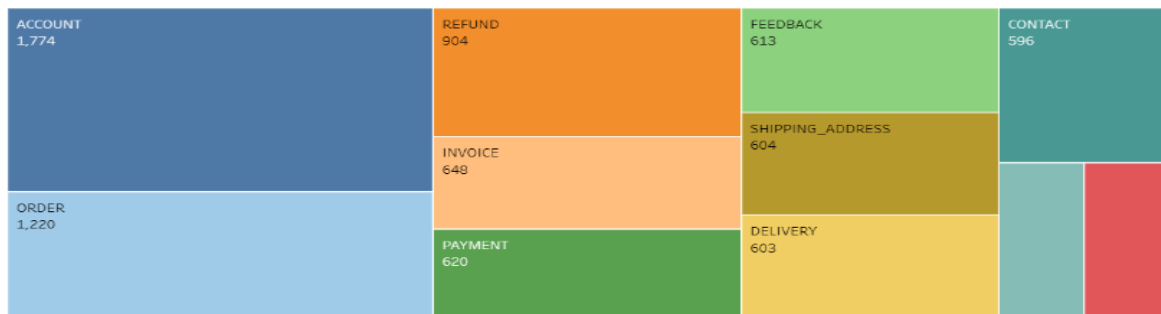 ACCOUNT
1,774
ORDER
1,220
REFUND
904
INVOICE
648
PAYMENT
620
FEEDBACK
613
SHIPPING_ADDRESS
604
DELIVERY
603
CONTACT
596